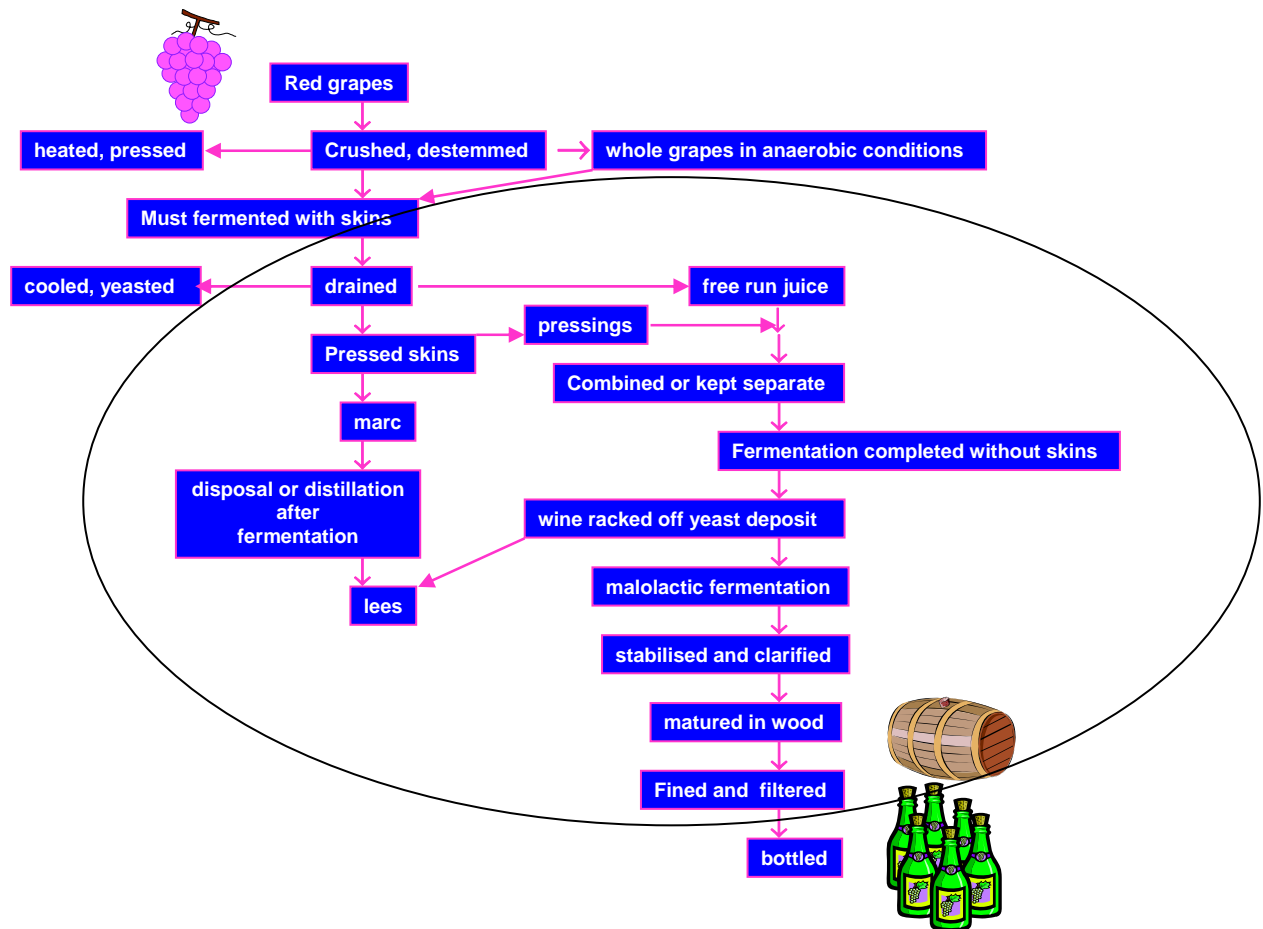 Red grapes
heated, pressed
Crushed, destemmed
whole grapes in anaerobic conditions
Must fermented with skins
cooled, yeasted
drained
free run juice
pressings
Pressed skins
Combined or kept separate
marc
Fermentation completed without skins
disposal or distillation
after
fermentation
wine racked off yeast deposit
malolactic fermentation
lees
stabilised and clarified
matured in wood
Fined and filtered
bottled